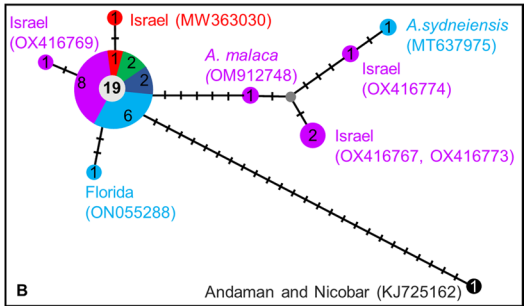 Israel
(OX416769)
1
1
Israel (MW363030)
8
1
2
2
19
6
A. malaca
(OM912748)
1
1
A.sydneiensis
(MT637975)
1
Israel
(OX416774)
2
Israel
(OX416767, OX416773)
1
Florida
(ON055288)
B
Andaman and Nicobar (KJ725162)
1